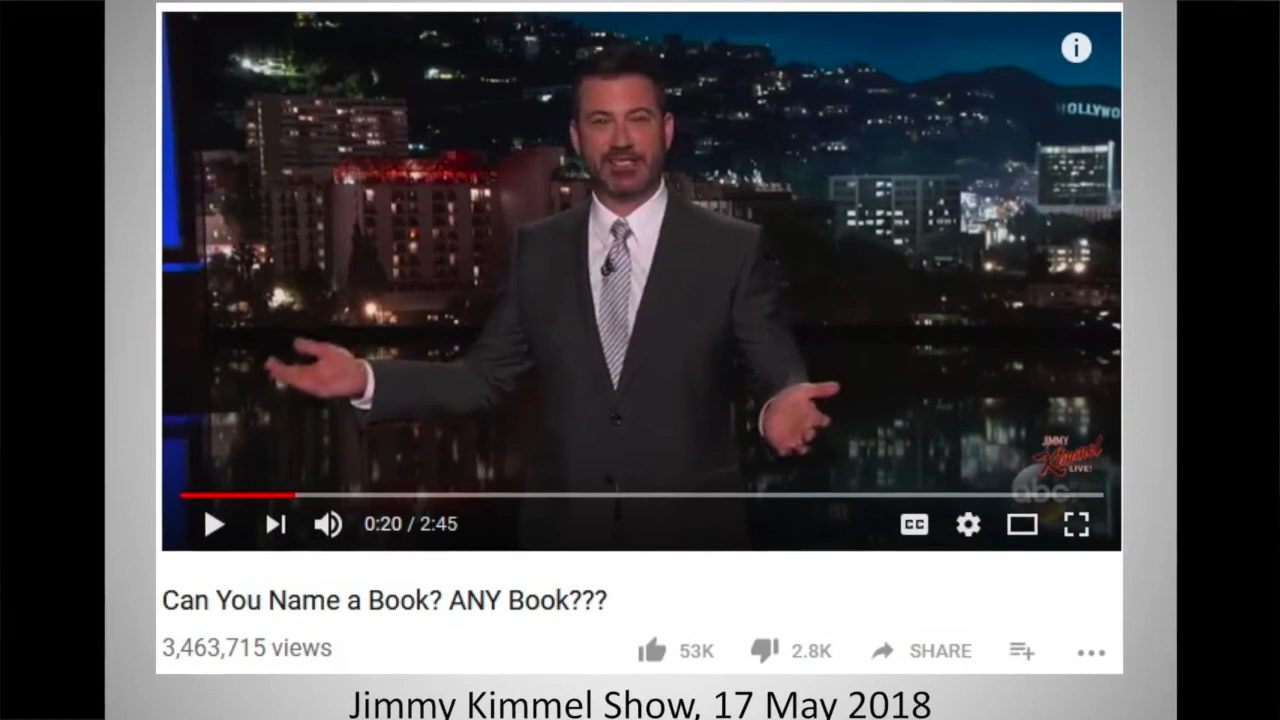 HOLLYWO
JIMMY
Kimmel
LIVE!
abc
0:20 / 2:45
CC
Can You Name a Book? ANY Book???
3,463,715 views
53K
2.8K
SHARE
Jimmy Kimmel Show, 17 May 2018